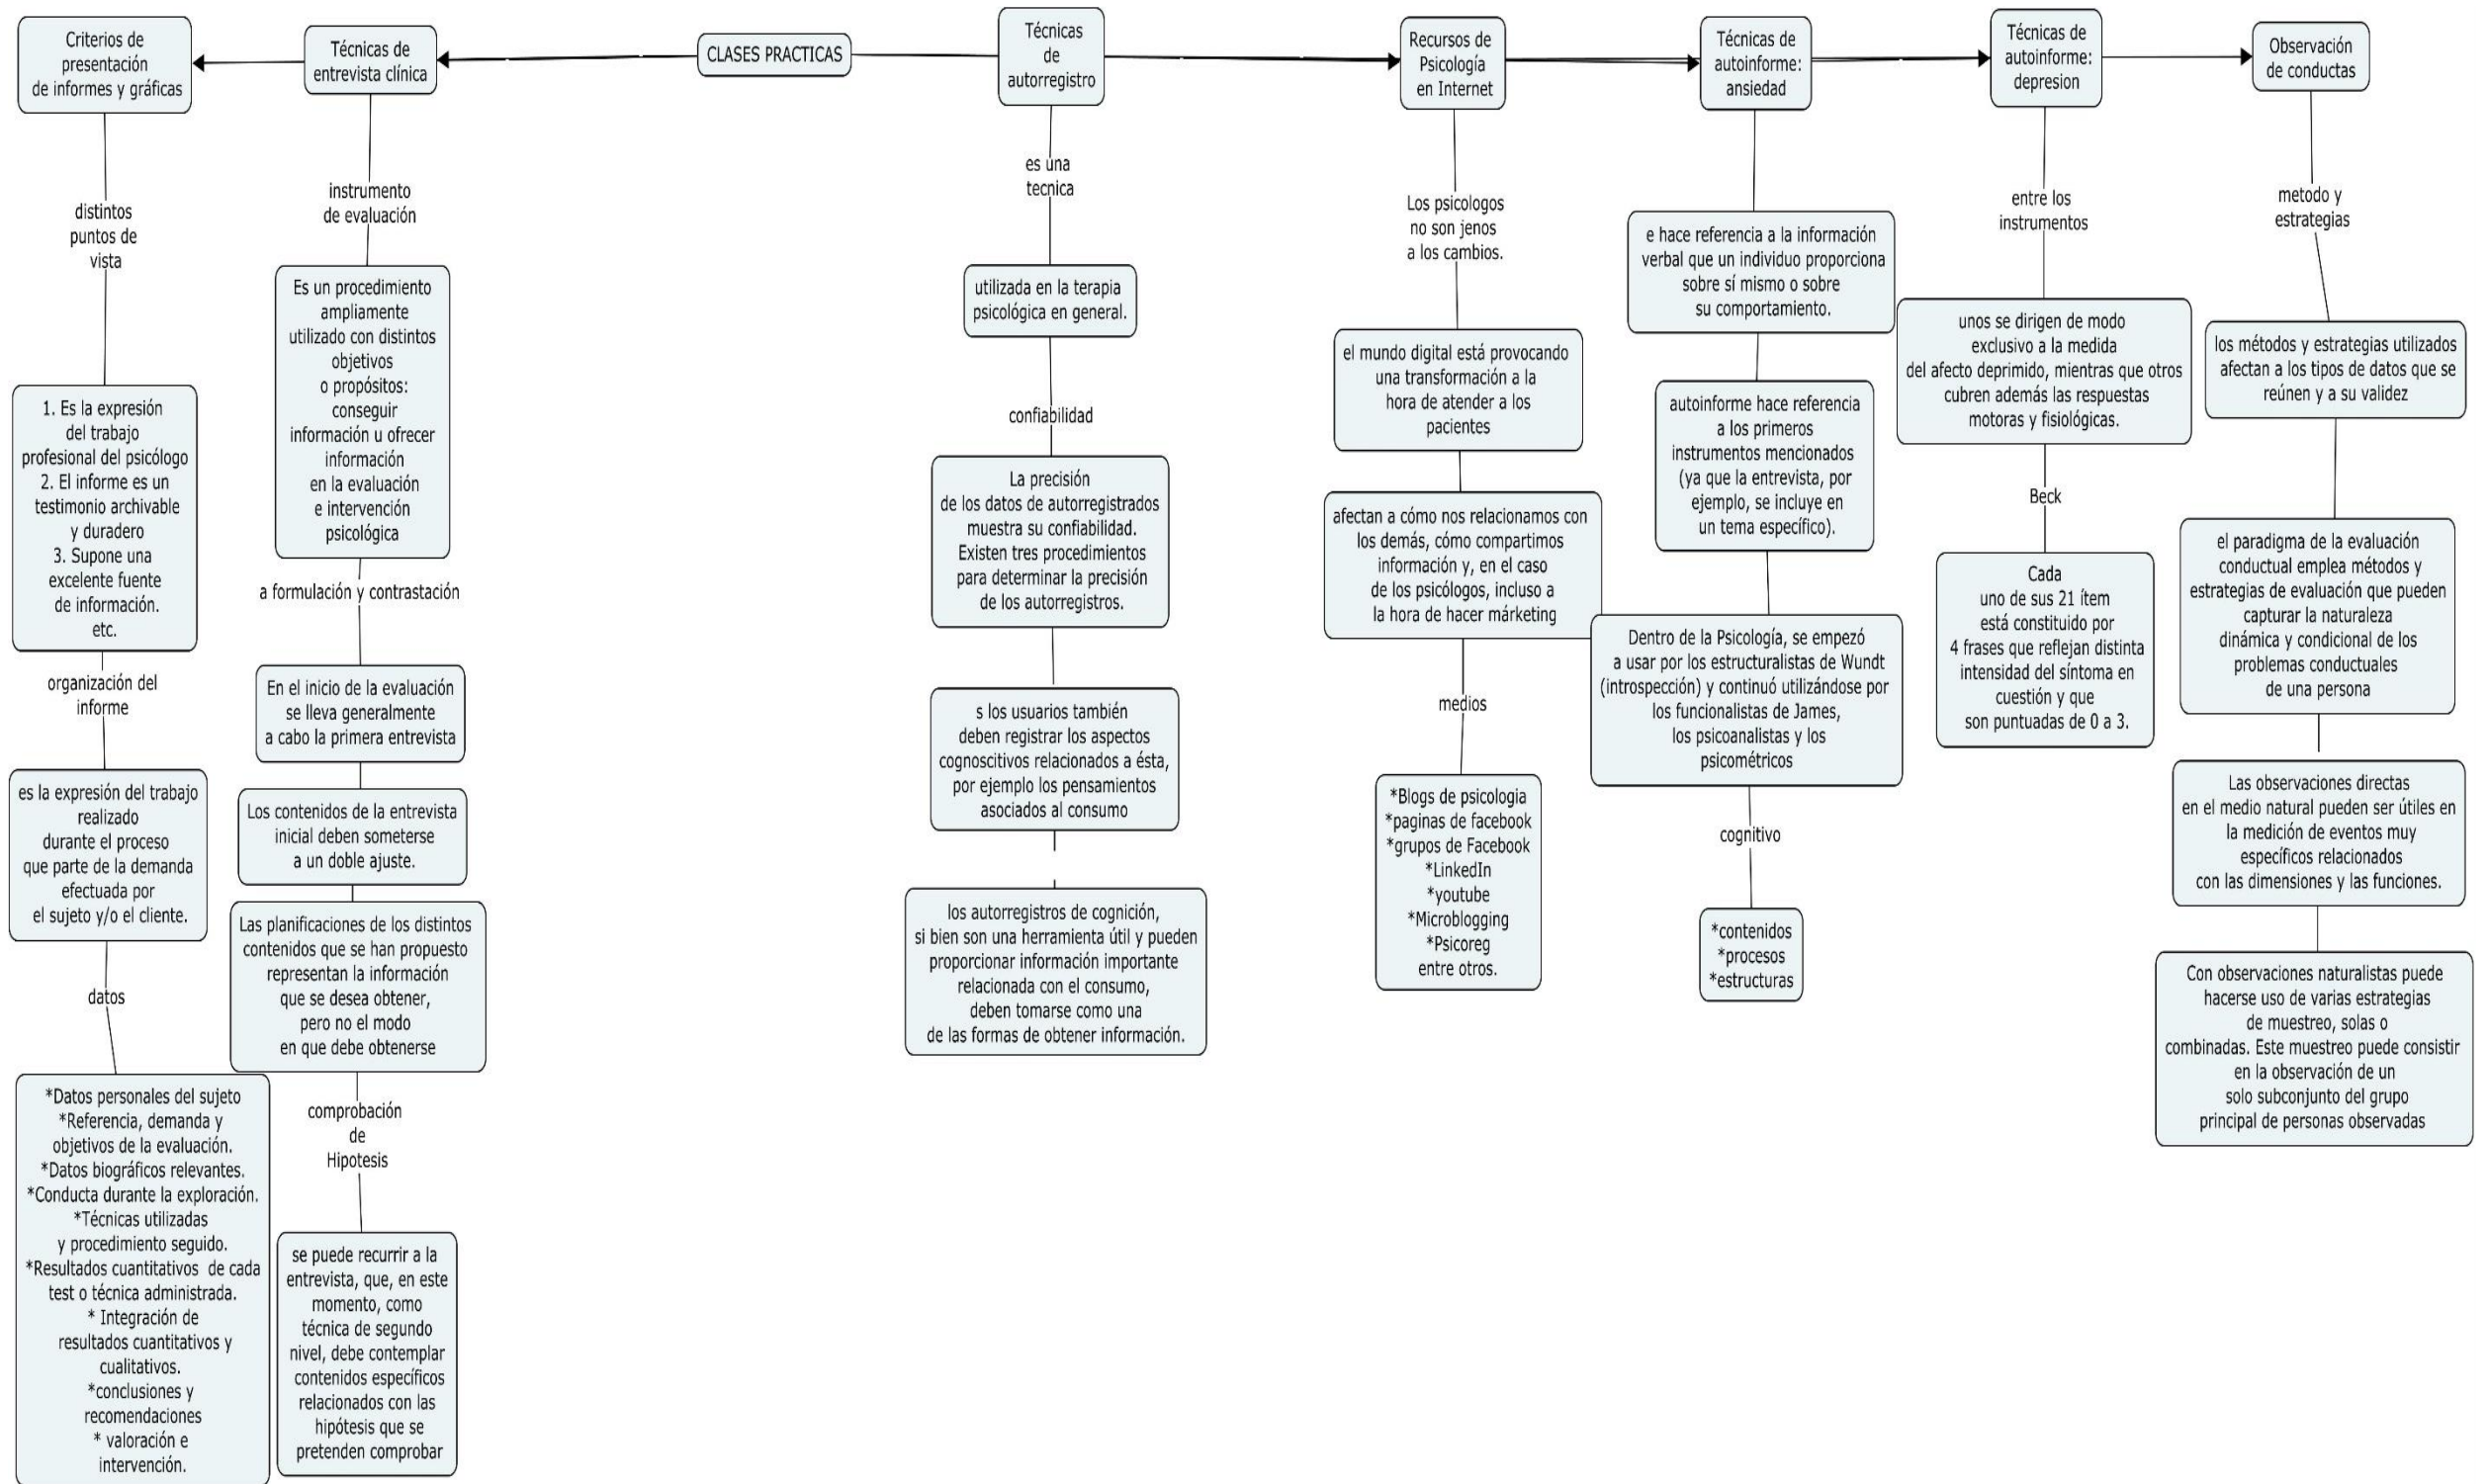 Criterios de
presentación
de informes y gráficas
distintos
puntos de
vista
1. Es la expresión
del trabajo
profesional del psicólogo
2. El informe es un
testimonio archivable
y duradero
3. Supone una
excelente fuente
de información.
etc.
organización del
informe
es la expresión del trabajo
realizado
durante el proceso
que parte de la demanda
efectuada por
el sujeto y/o el cliente.
datos
*Datos personales del sujeto
*Referencia, demanda y
objetivos de la evaluación.
*Datos biográficos relevantes.
*Conducta durante la exploración.
*Técnicas utilizadas
y procedimiento seguido.
*Resultados cuantitativos de cada
test o técnica administrada.
* Integración de
resultados cuantitativos y
cualitativos.
*conclusiones y
recomendaciones
* valoración e
intervención.
Técnicas de
entrevista clínica
instrumento
de evaluación
Es un procedimiento
ampliamente
utilizado con distintos
objetivos
o propósitos:
conseguir
información u ofrecer
información
en la evaluación
e intervención
psicológica
a formulación y contrastación
En el inicio de la evaluación
se lleva generalmente
a cabo la primera entrevista
Los contenidos de la entrevista
inicial deben someterse
a un doble ajuste.
Las planificaciones de los distintos
contenidos que se han propuesto
representan la información
que se desea obtener,
pero no el modo
en que debe obtenerse
comprobación
de
Hipotesis
se puede recurrir a la
entrevista, que, en este
momento, como
técnica de segundo
nivel, debe contemplar
contenidos específicos
relacionados con las
hipótesis que se
pretenden comprobar
CLASES PRACTICAS
Técnicas
de
autorregistro
es una
tecnica
utilizada en la terapia
psicológica en general.
confiabilidad
La precisión
de los datos de autorregistrados
muestra su confiabilidad.
Existen tres procedimientos
para determinar la precisión
de los autorregistros.
s los usuarios también
deben registrar los aspectos
cognoscitivos relacionados a ésta,
por ejemplo los pensamientos
asociados al consumo
los autorregistros de cognición,
si bien son una herramienta útil y pueden
proporcionar información importante
relacionada con el consumo,
deben tomarse como una
de las formas de obtener información.
Recursos de
Psicología
en Internet
Los psicologos
no son jenos
a los cambios.
el mundo digital está provocando
una transformación a la
hora de atender a los
pacientes
afectan a cómo nos relacionamos con
los demás, cómo compartimos
información y, en el caso
de los psicólogos, incluso a
la hora de hacer márketing
medios
*Blogs de psicologia
*paginas de facebook
*grupos de Facebook
*LinkedIn
*youtube
*Microblogging
*Psicoreg
entre otros.
Técnicas de
autoinforme:
ansiedad
e hace referencia a la información
verbal que un individuo proporciona
sobre sí mismo o sobre
su comportamiento.
autoinforme hace referencia
a los primeros
instrumentos mencionados
(ya que la entrevista, por
ejemplo, se incluye en
un tema específico).
Dentro de la Psicología, se empezó
a usar por los estructuralistas de Wundt
(introspección) y continuó utilizándose por
los funcionalistas de James,
los psicoanalistas y los
psicométricos
cognitivo
*contenidos
*procesos
*estructuras
Técnicas de
autoinforme:
depresion
entre los
instrumentos
unos se dirigen de modo
exclusivo a la medida
del afecto deprimido, mientras que otros
cubren además las respuestas
motoras y fisiológicas.
Beck
Cada
uno de sus 21 ítem
está constituido por
4 frases que reflejan distinta
intensidad del síntoma en
cuestión y que
son puntuadas de 0 a 3.
Observación
de conductas
metodo y
estrategias
los métodos y estrategias utilizados
afectan a los tipos de datos que se
reúnen y a su validez
el paradigma de la evaluación
conductual emplea métodos y
estrategias de evaluación que pueden
capturar la naturaleza
dinámica y condicional de los
problemas conductuales
de una persona
Las observaciones directas
en el medio natural pueden ser útiles en
la medición de eventos muy
específicos relacionados
con las dimensiones y las funciones.
Con observaciones naturalistas puede
hacerse uso de varias estrategias
de muestreo, solas o
combinadas. Este muestreo puede consistir
en la observación de un
solo subconjunto del grupo
principal de personas observadas